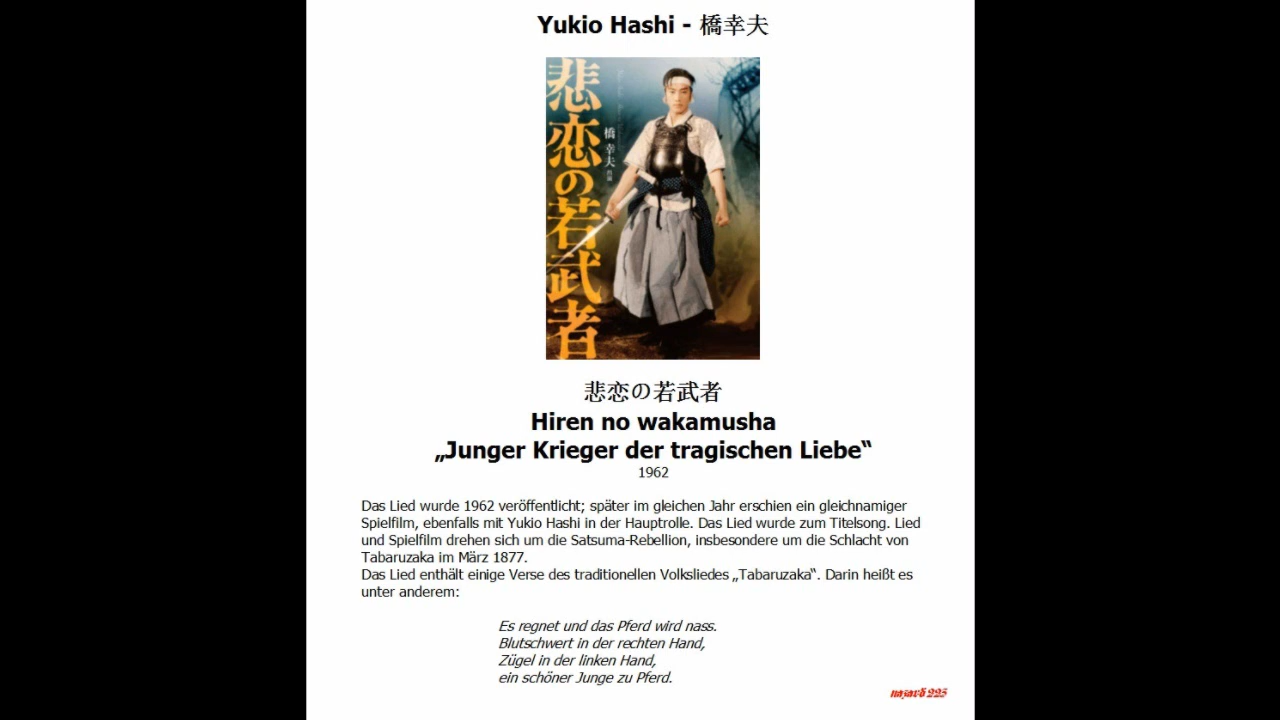 Yukio Hashi - 橋幸夫
悲恋の若武者
橋幸夫
悲恋の若武者
Hiren no wakamusha
„Junger Krieger der tragischen Liebe“
1962
Das Lied wurde 1962 veröffentlicht; später im gleichen Jahr erschien ein gleichnamiger
Spielfilm, ebenfalls mit Yukio Hashi in der Hauptrolle. Das Lied wurde zum Titelsong. Lied
und Spielfilm drehen sich um die Satsuma-Rebellion, insbesondere um die Schlacht von
Tabaruzaka im März 1877.
Das Lied enthält einige Verse des traditionellen Volksliedes „Tabaruzaka“. Darin heißt es
unter anderem:
Es regnet und das Pferd wird nass.
Blutschwert in der rechten Hand,
Zügel in der linken Hand,
ein schöner Junge zu Pferd.